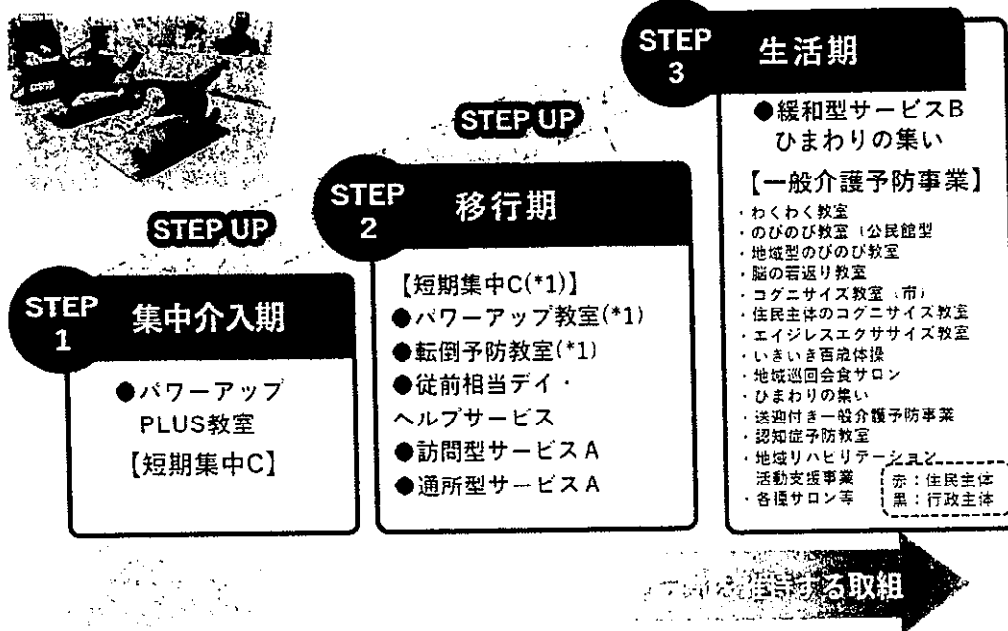 STEP 1
集中介入期
●パワーアップ
PLUS教室
【短期集中C】
STEP UP
STEP 2
移行期
【短期集中C(*1)】
●パワーアップ教室(*1)
●転倒予防教室(*1)
●従前相当デイ・
ヘルプサービス
●訪問型サービスA
●通所型サービスA
STEP UP
STEP 3
生活期
●緩和型サービスB
ひまわりの集い
【一般介護予防事業】
・わくわく教室
・のびのび教室(公民館型
・地域型のびのび教室
・脳の若返り教室
・コグニサイズ教室(市)
・住民主体のコグニサイズ教室
・エイジレスエクササイズ教室
・いきいき百歳体操
・地域巡回会食サロン
・ひまわりの集い
・送迎付き一般介護予防事業
・認知症予防教室
・地域リハビリテーション
活動支援事業
・各種サロン等
赤:住民主体
黒:行政主体
を維持する取組